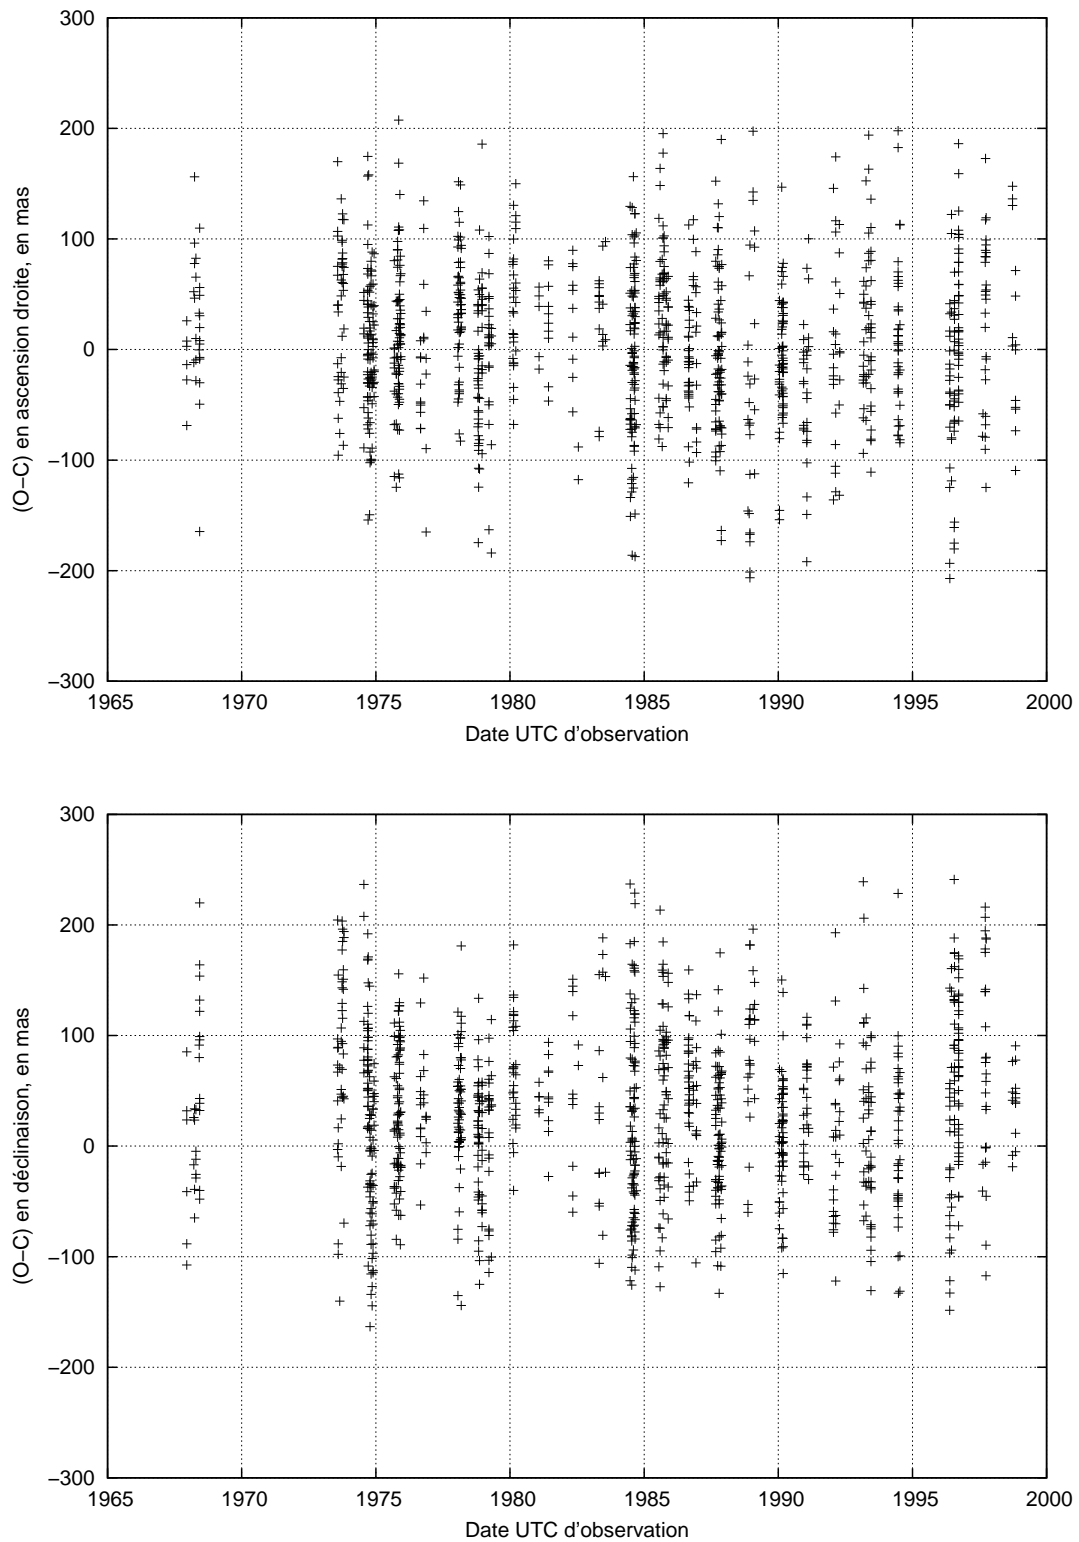 300
200
100
0
−100
−200
−300
(O−C) en ascension droite, en mas
1965 1970 1975 1980 1985 1990 1995 2000
Date UTC d'observation
300
200
100
0
−100
−200
−300
(O−C) en déclinaison, en mas
1965 1970 1975 1980 1985 1990 1995 2000
Date UTC d'observation